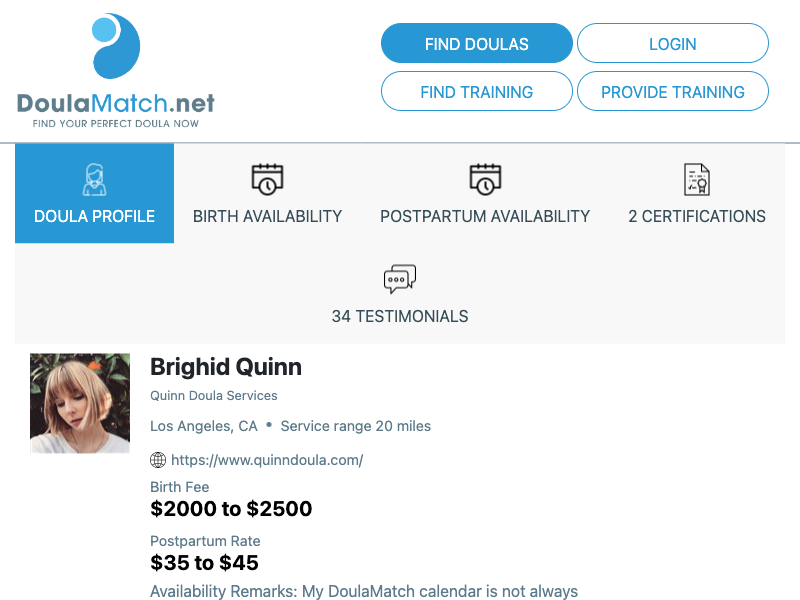 FIND DOULAS
LOGIN
FIND TRAINING
PROVIDE TRAINING
DoulaMatch.net
FIND YOUR PERFECT DOULA NOW
DOULA PROFILE
BIRTH AVAILABILITY
POSTPARTUM AVAILABILITY
2 CERTIFICATIONS
34 TESTIMONIALS
Brighid Quinn
Quinn Doula Services
Los Angeles, CA • Service range 20 miles
https://www.quinndoula.com/
Birth Fee
$2000 to $2500
Postpartum Rate
$35 to $45
Availability Remarks: My DoulaMatch calendar is not always